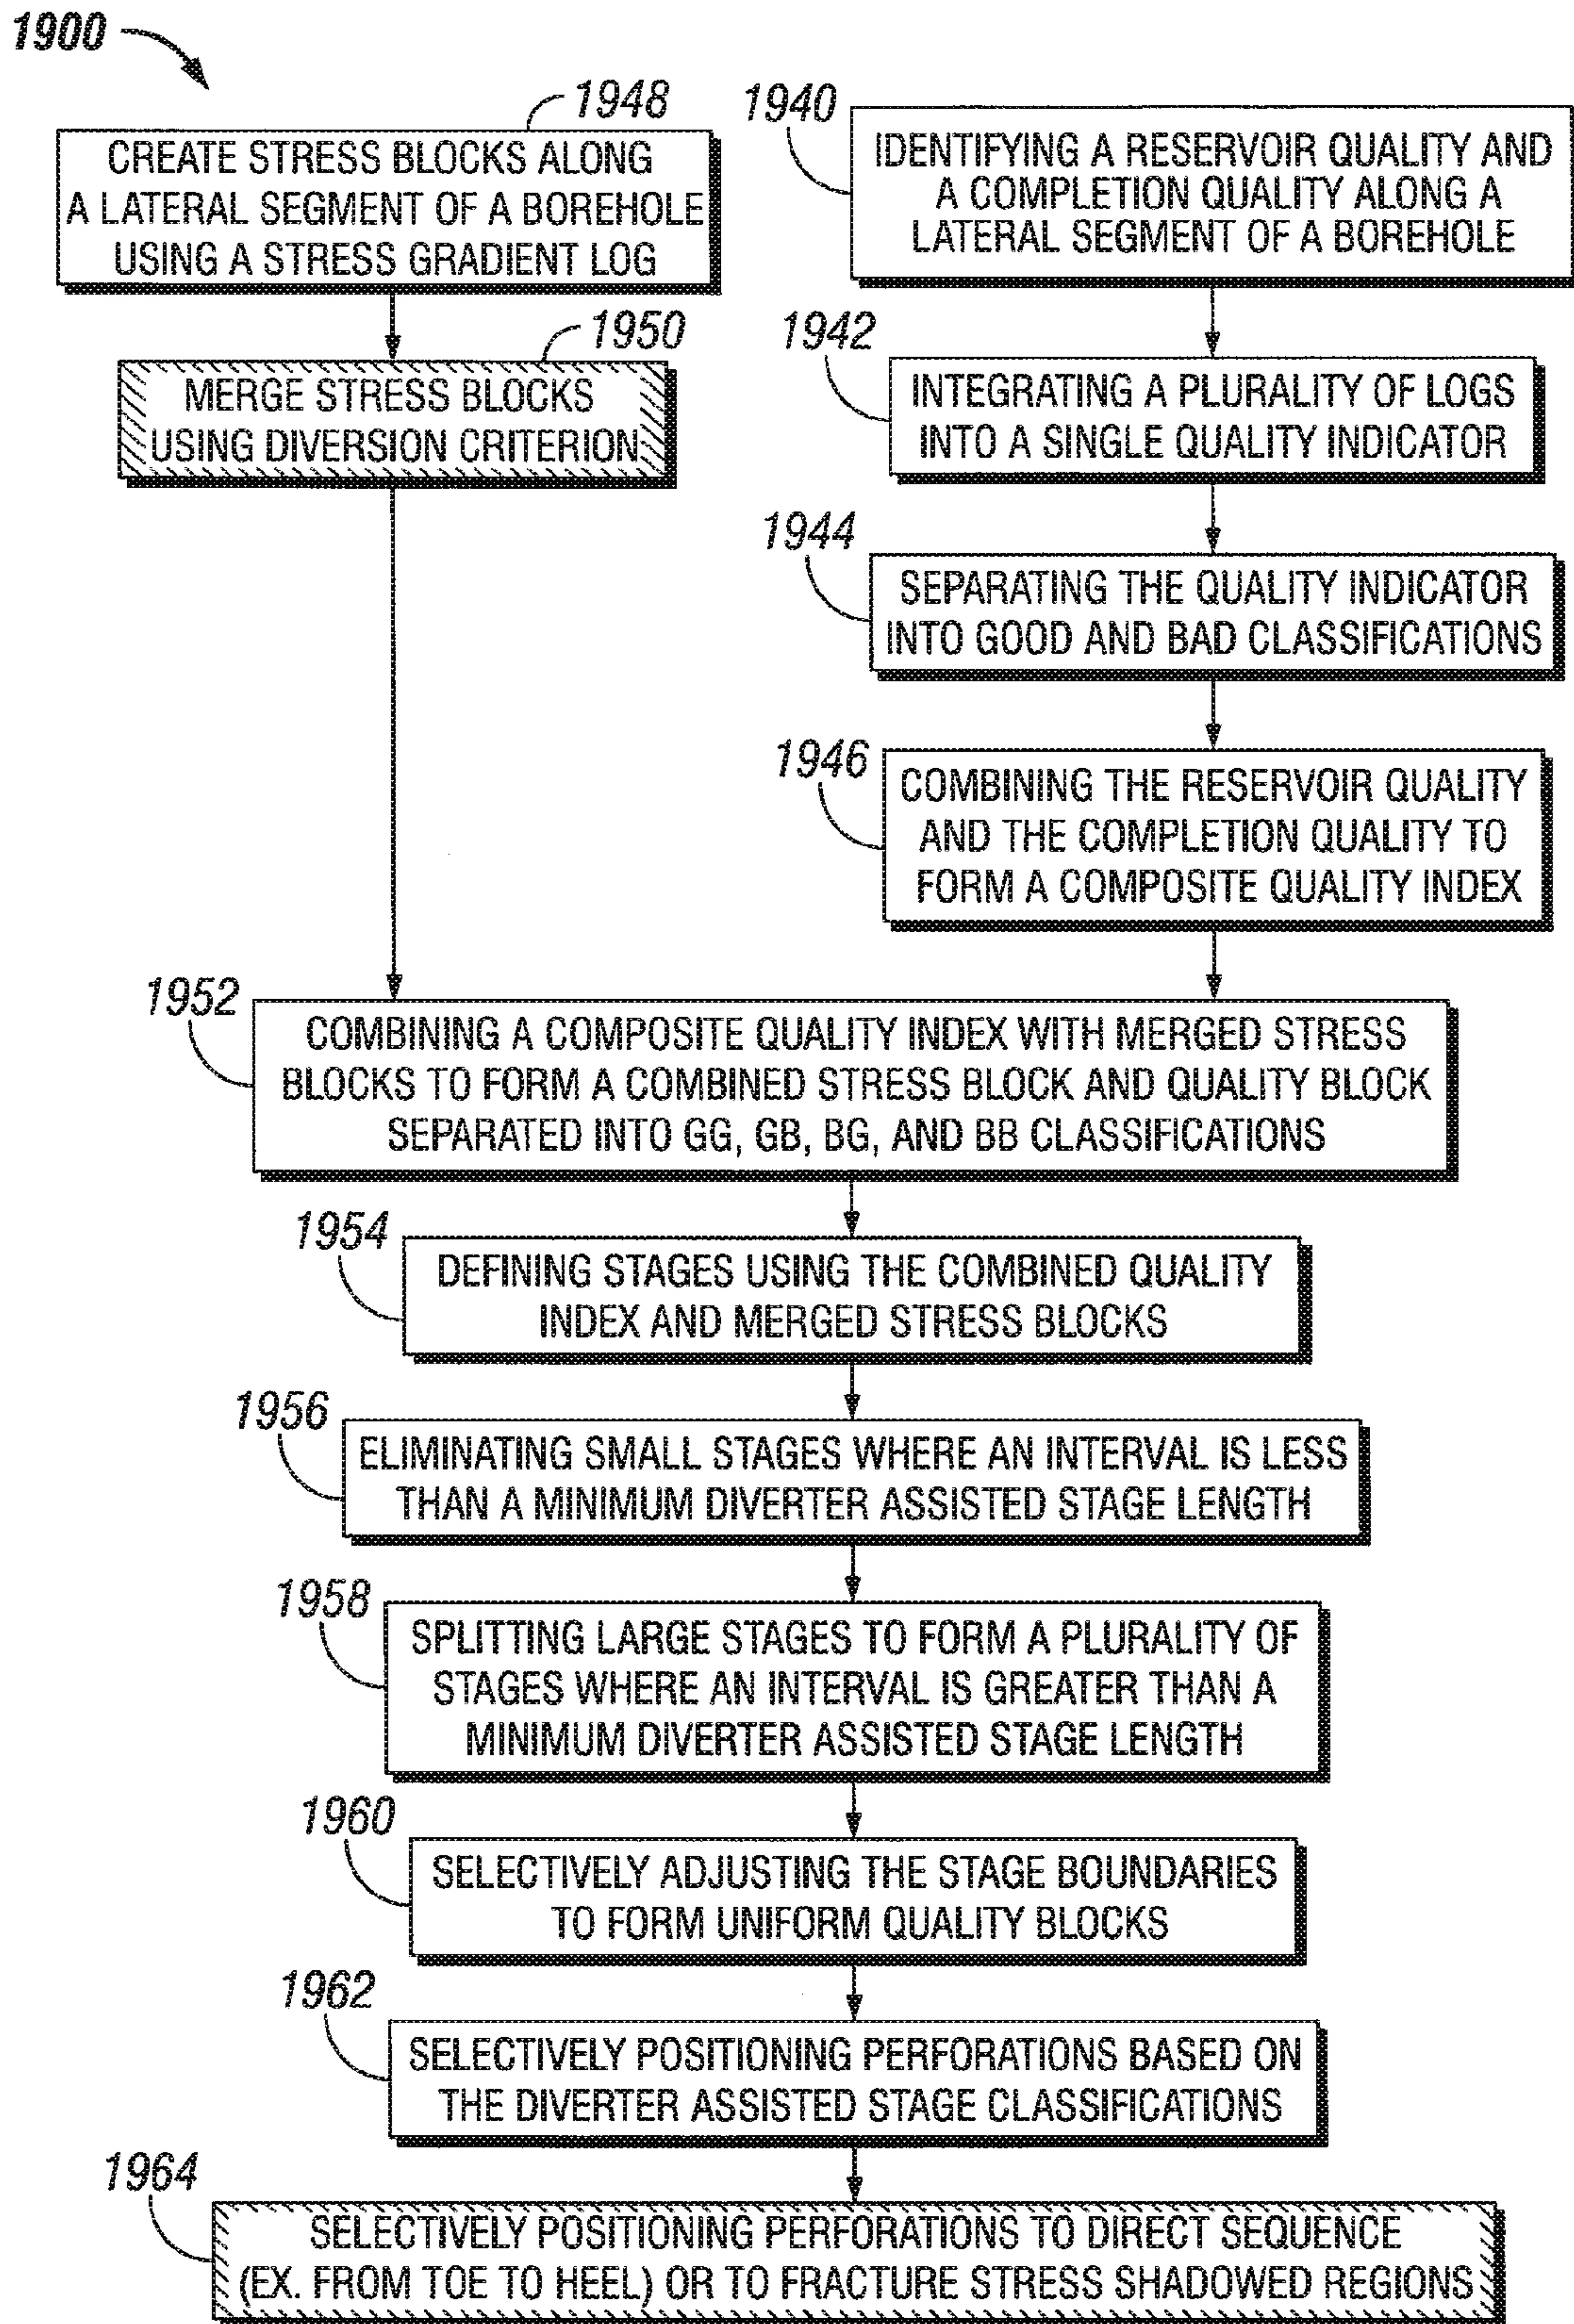 1900
1948
CREATE STRESS BLOCKS ALONG
A LATERAL SEGMENT OF A BOREHOLE
USING A STRESS GRADIENT LOG
1950
MERGE STRESS BLOCKS
USING DIVERSION CRITERION
1940
IDENTIFYING A RESERVOIR QUALITY AND
A COMPLETION QUALITY ALONG A
LATERAL SEGMENT OF A BOREHOLE
1942
INTEGRATING A PLURALITY OF LOGS
INTO A SINGLE QUALITY INDICATOR
1944
SEPARATING THE QUALITY INDICATOR
INTO GOOD AND BAD CLASSIFICATIONS
1946
COMBINING THE RESERVOIR QUALITY
AND THE COMPLETION QUALITY TO
FORM A COMPOSITE QUALITY INDEX
1952
COMBINING A COMPOSITE QUALITY INDEX WITH MERGED STRESS
BLOCKS TO FORM A COMBINED STRESS BLOCK AND QUALITY BLOCK
SEPARATED INTO GG, GB, BG, AND BB CLASSIFICATIONS
1954
DEFINING STAGES USING THE COMBINED QUALITY
INDEX AND MERGED STRESS BLOCKS
1956
ELIMINATING SMALL STAGES WHERE AN INTERVAL IS LESS
THAN A MINIMUM DIVERTER ASSISTED STAGE LENGTH
1958
SPLITTING LARGE STAGES TO FORM A PLURALITY OF
STAGES WHERE AN INTERVAL IS GREATER THAN A
MINIMUM DIVERTER ASSISTED STAGE LENGTH
1960
SELECTIVELY ADJUSTING THE STAGE BOUNDARIES
TO FORM UNIFORM QUALITY BLOCKS
1962
SELECTIVELY POSITIONING PERFORATIONS BASED ON
THE DIVERTER ASSISTED STAGE CLASSIFICATIONS
1964
SELECTIVELY POSITIONING PERFORATIONS TO DIRECT SEQUENCE
(EX. FROM TOE TO HEEL) OR TO FRACTURE STRESS SHADOWED REGIONS